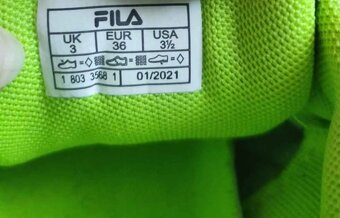 FILA
UK EUR USA
3 36 3½
1 803 3568 1 01/2021